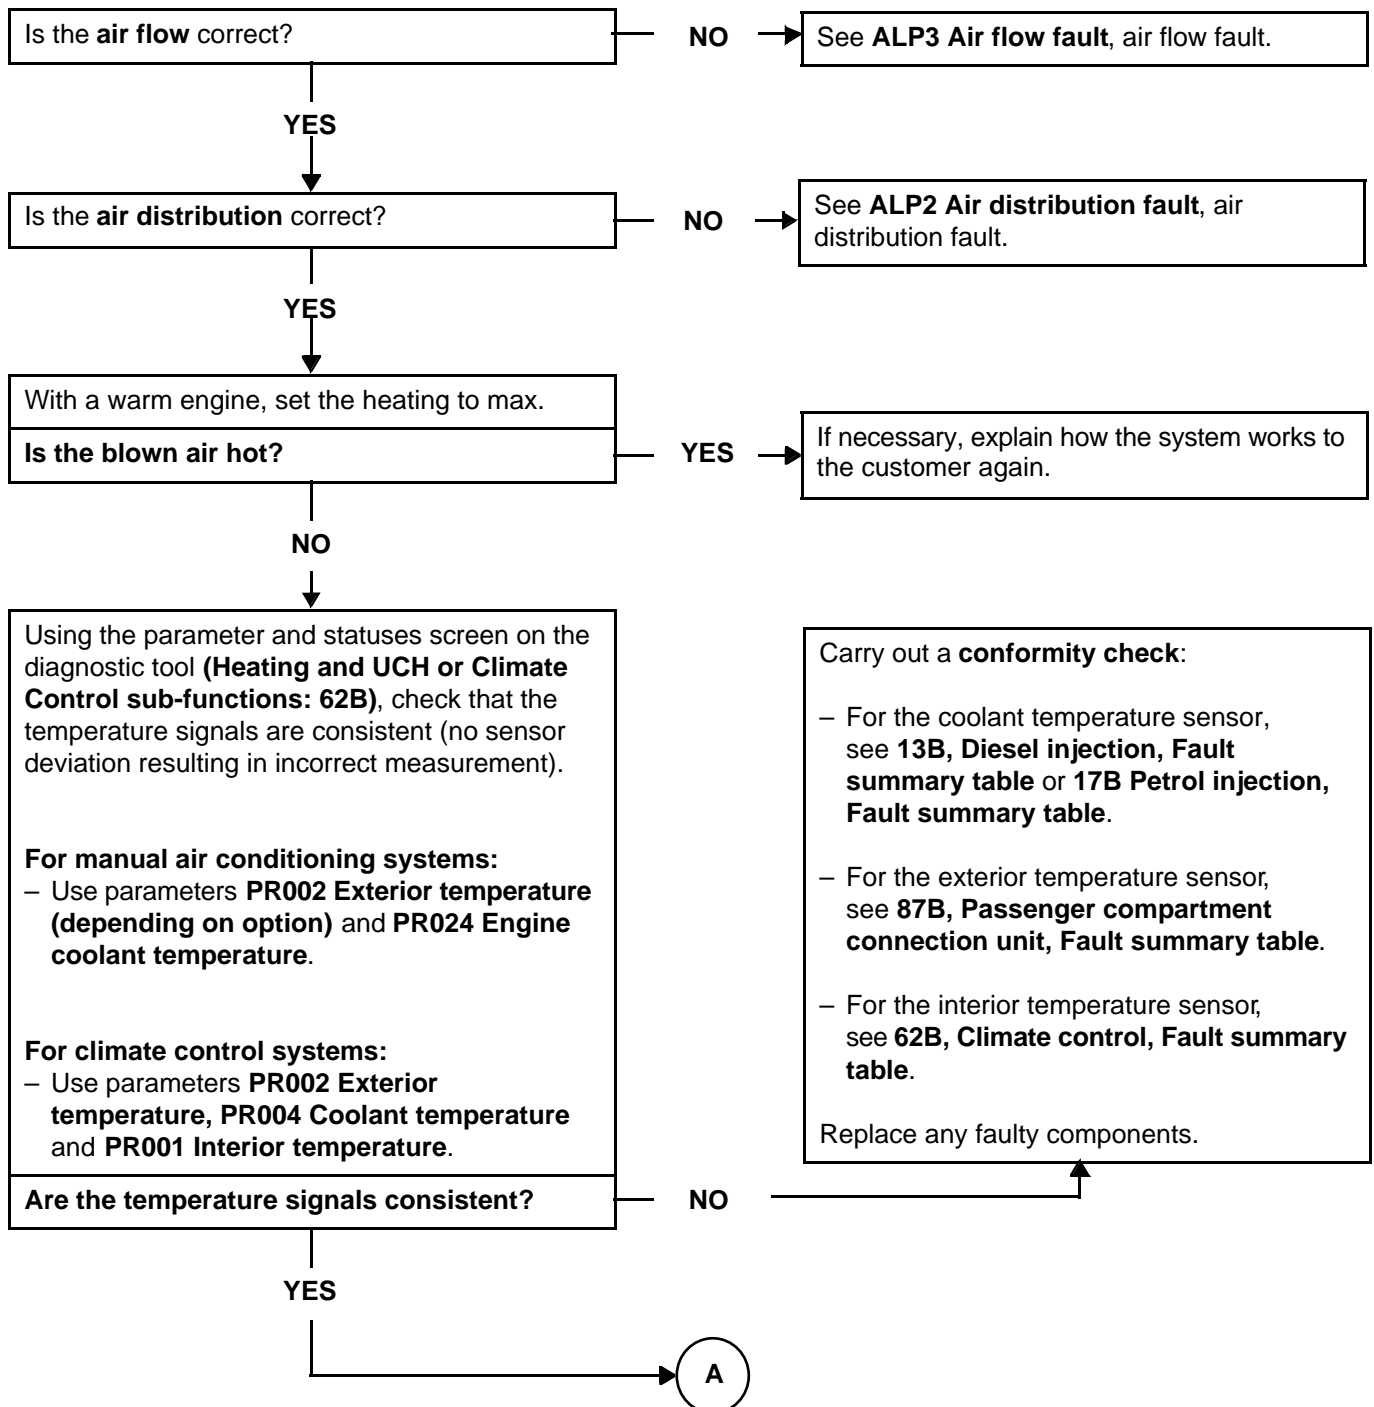 Is the air flow correct?
NO
See ALP3 Air flow fault, air flow fault.
YES
Is the air distribution correct?
NO
See ALP2 Air distribution fault, air
distribution fault.
YES
With a warm engine, set the heating to max.
Is the blown air hot?
YES
If necessary, explain how the system works to
the customer again.
NO
Using the parameter and statuses screen on the
diagnostic tool (Heating and UCH or Climate
Control sub-functions: 62B), check that the
temperature signals are consistent (no sensor
deviation resulting in incorrect measurement).
For manual air conditioning systems:
– Use parameters PR002 Exterior temperature
(depending on option) and PR024 Engine
coolant temperature.
For climate control systems:
– Use parameters PR002 Exterior
temperature, PR004 Coolant temperature
and PR001 Interior temperature.
Are the temperature signals consistent?
NO
Carry out a conformity check:
– For the coolant temperature sensor,
see 13B, Diesel injection, Fault
summary table or 17B Petrol injection,
Fault summary table.
– For the exterior temperature sensor,
see 87B, Passenger compartment
connection unit, Fault summary table.
– For the interior temperature sensor,
see 62B, Climate control, Fault summary
table.
Replace any faulty components.
YES
A